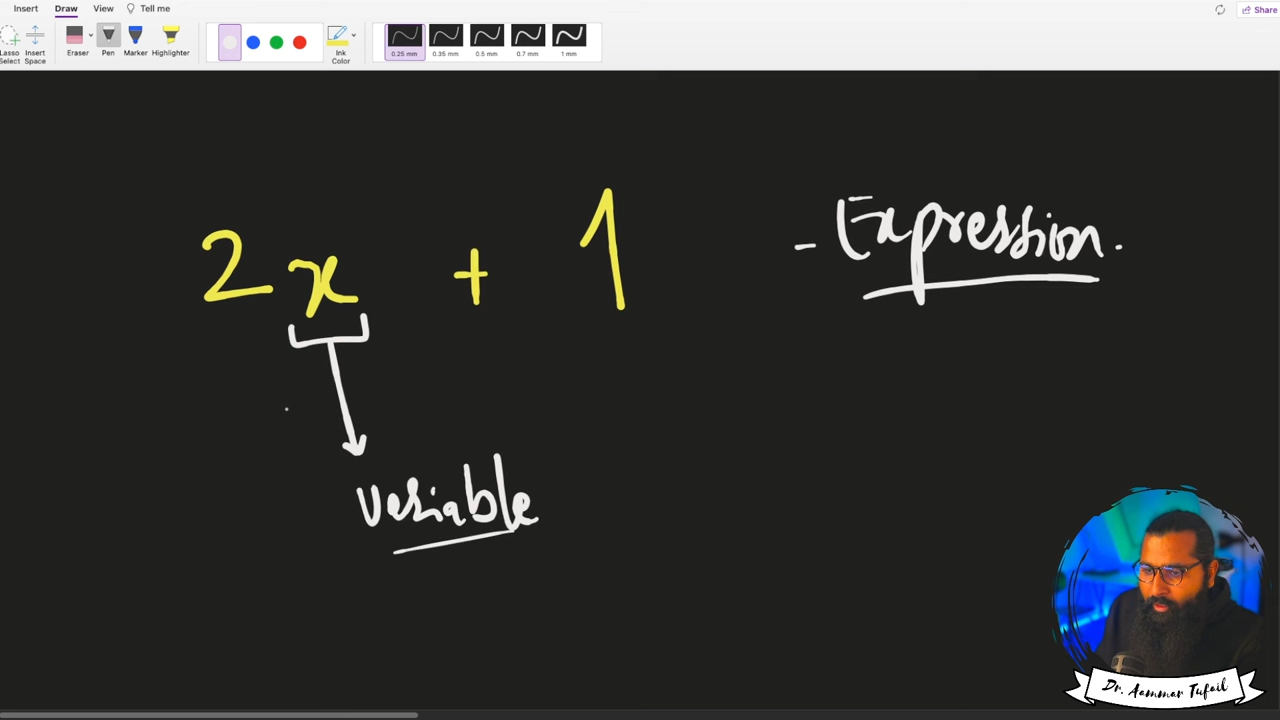 Insert Draw View Tell me
Share
Lasso Select
Insert Space
Eraser
Pen
Marker
Highlighter
Ink Color
0.25 mm
0.35 mm
0.5 mm
0.7 mm
1 mm
2x + 1
- Expression.
variable
Dr. Aammar Tufail